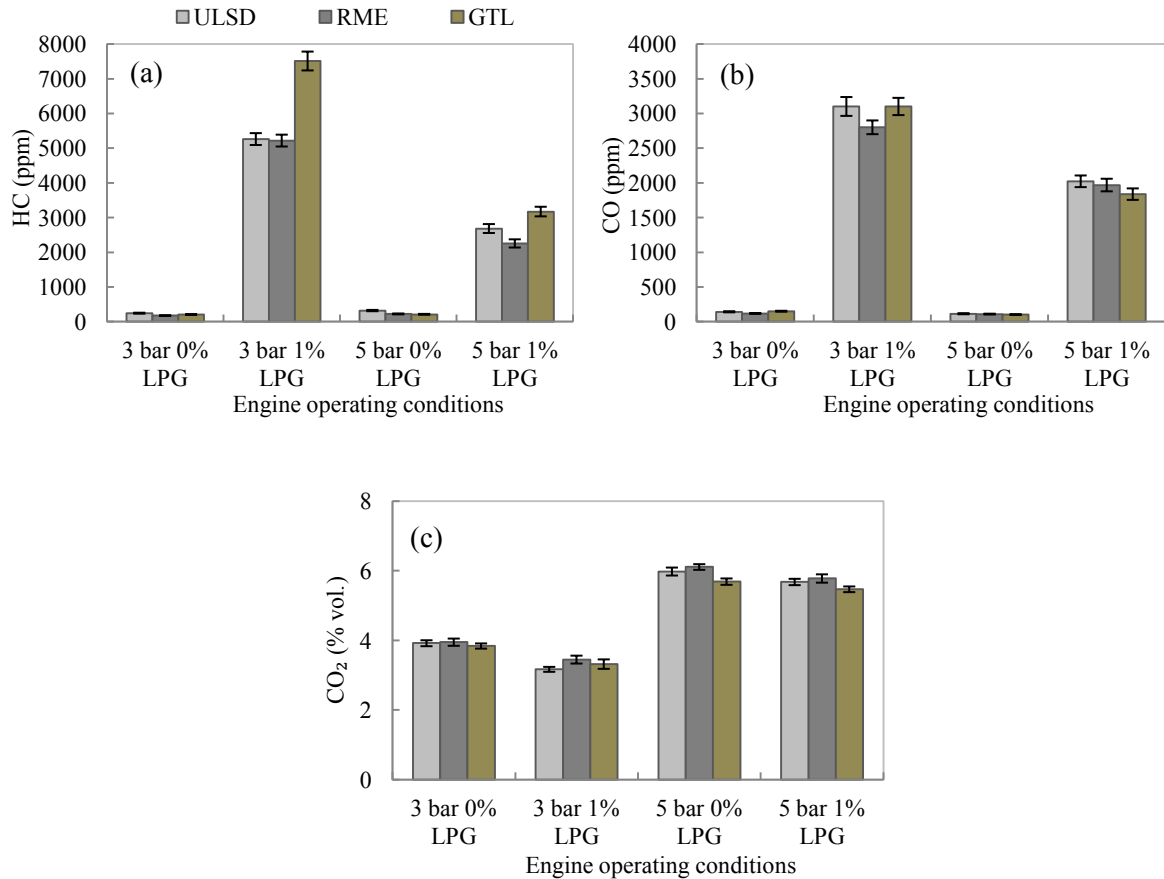 ULSD RME GTL
(a)
HC (ppm)
8000
7000
6000
5000
4000
3000
2000
1000
0
3 bar 0% 3 bar 1% 5 bar 0% 5 bar 1%
LPG LPG LPG LPG
Engine operating conditions
(b)
CO (ppm)
4000
3500
3000
2500
2000
1500
1000
500
0
3 bar 0% 3 bar 1% 5 bar 0% 5 bar 1%
LPG LPG LPG LPG
Engine operating conditions
(c)
CO₂ (% vol.)
8
6
4
2
0
3 bar 0% 3 bar 1% 5 bar 0% 5 bar 1%
LPG LPG LPG LPG
Engine operating conditions